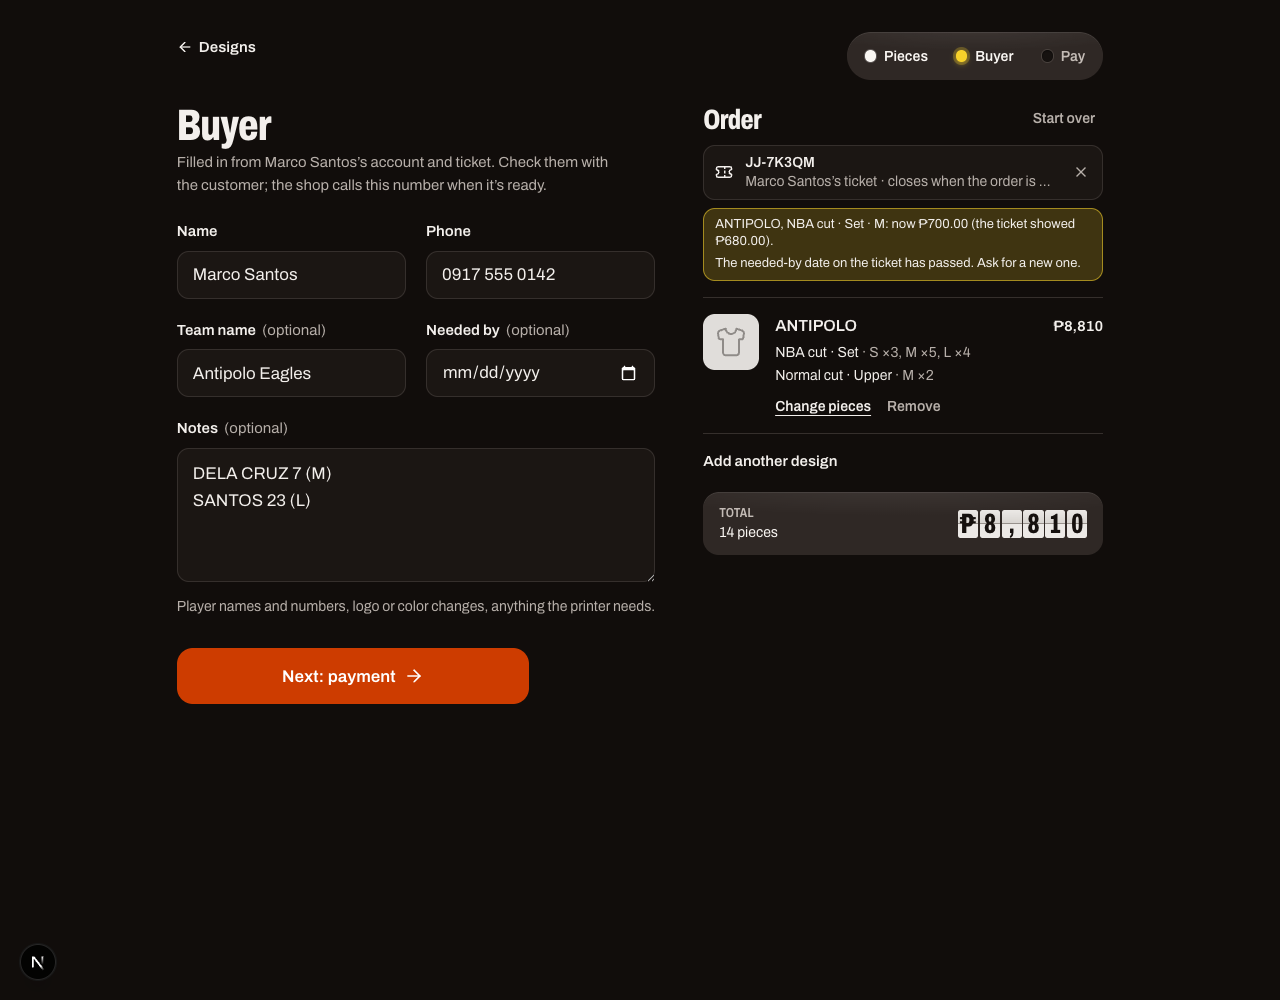 Designs
Pieces
Buyer
Pay
Buyer
Filled in from Marco Santos’s account and ticket. Check them with
the customer; the shop calls this number when it’s ready.
Name
Marco Santos
Phone
0917 555 0142
Team name (optional)
Antipolo Eagles
Needed by (optional)
mm/dd/yyyy
Notes (optional)
DELA CRUZ 7 (M)
SANTOS 23 (L)
Player names and numbers, logo or color changes, anything the printer needs.
Next: payment
Order
Start over
JJ-7K3QM
Marco Santos’s ticket · closes when the order is ...
ANTIPOLO, NBA cut · Set · M: now ₱700.00 (the ticket showed
₱680.00).
The needed-by date on the ticket has passed. Ask for a new one.
ANTIPOLO
₱8,810
NBA cut · Set · S ×3, M ×5, L ×4
Normal cut · Upper · M ×2
Change pieces
Remove
Add another design
TOTAL
14 pieces
₱8,810
N